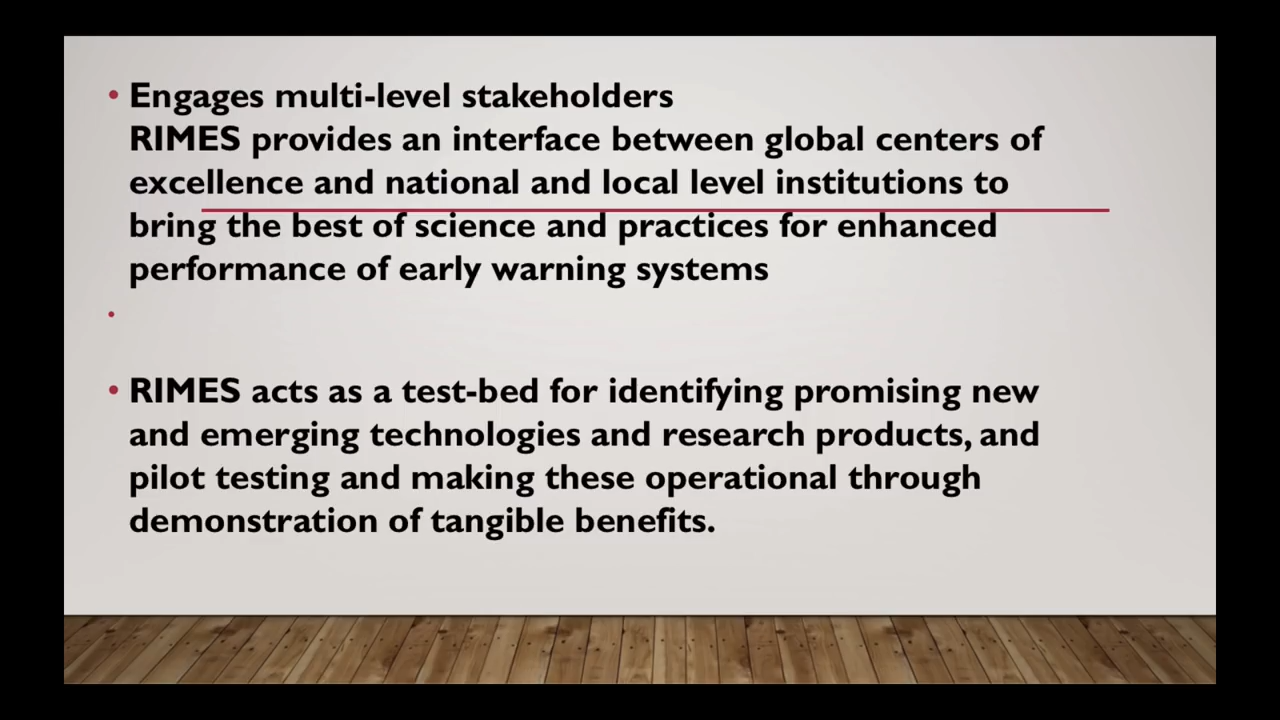 • Engages multi-level stakeholders
RIMES provides an interface between global centers of
excellence and national and local level institutions to
bring the best of science and practices for enhanced
performance of early warning systems
•
• RIMES acts as a test-bed for identifying promising new
and emerging technologies and research products, and
pilot testing and making these operational through
demonstration of tangible benefits.